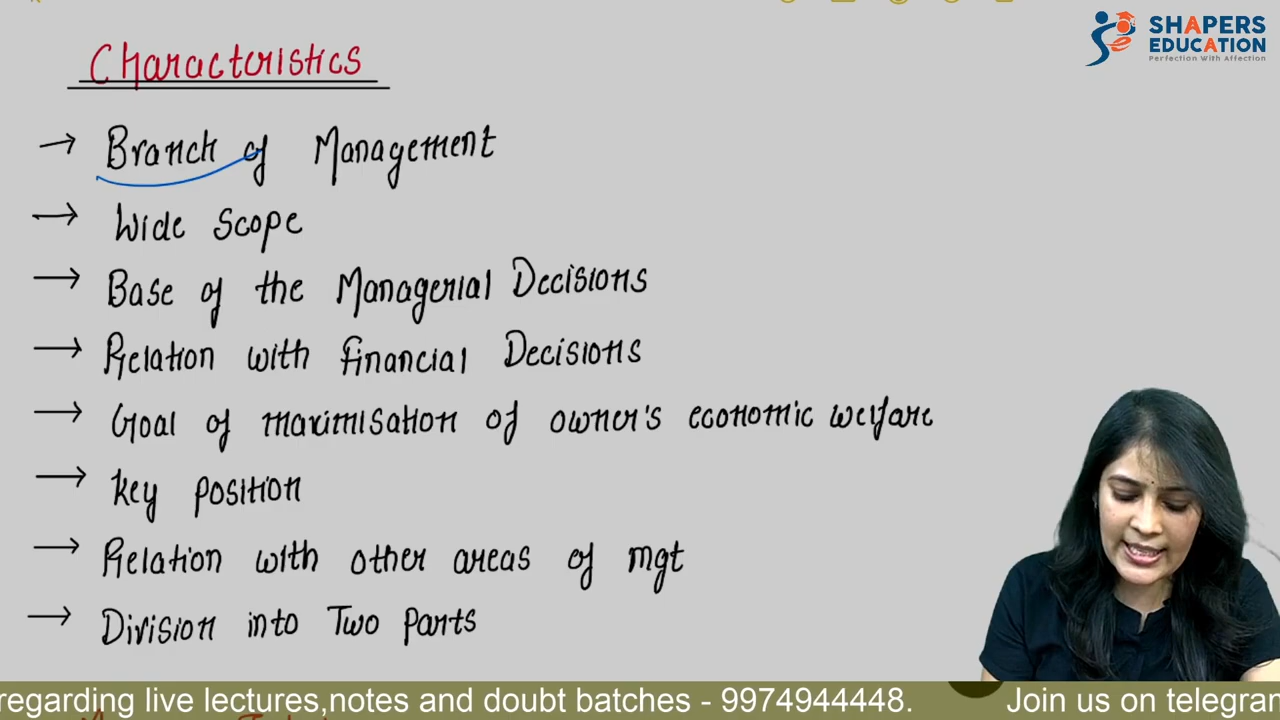 SHAPERS
EDUCATION
Perfection With Affection
Characteristics
→ Branch of Management
→ Wide Scope
→ Base of the Managerial Decisions
→ Relation with financial Decisions
→ Goal of maximisation of owner's economic welfare
→ key position
→ Relation with other areas of mgt
→ Division into Two parts
regarding live lectures,notes and doubt batches - 9974944448. Join us on telegran